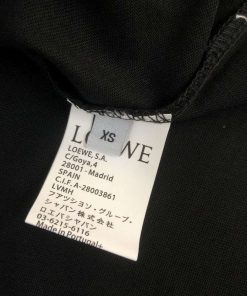 XS
LOEWE
LOEWE, S.A.
C/Goya,4
28001-Madrid
SPAIN
C.I.F.A-28003861
LVMH
ファッション・グループ・
ジャパン株式会社
ロエベジャパン
03-6215-6116
Made in Portugal